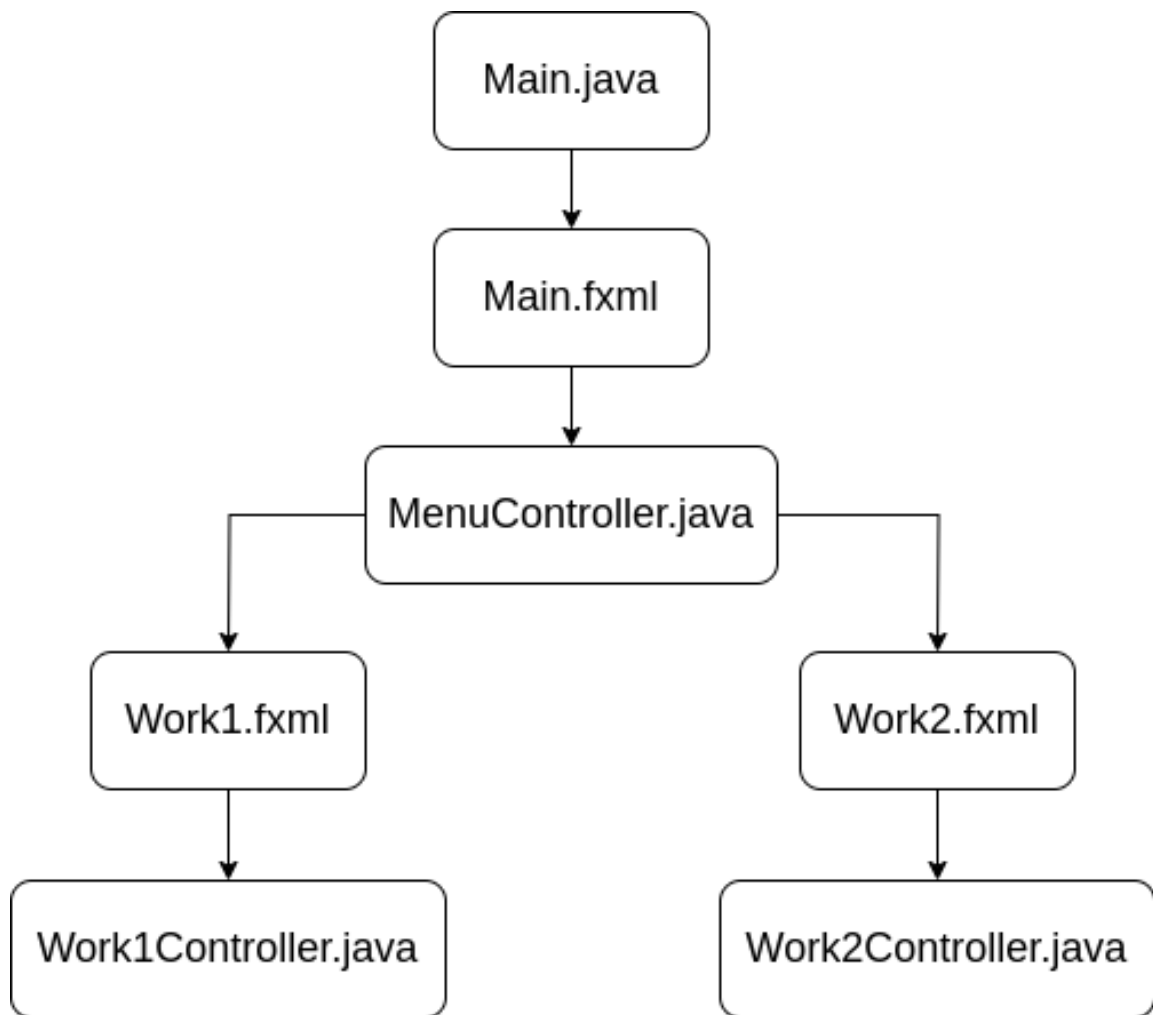 Main.java
Main.fxml
MenuController.java
Work1.fxml
Work2.fxml
Work1Controller.java
Work2Controller.java